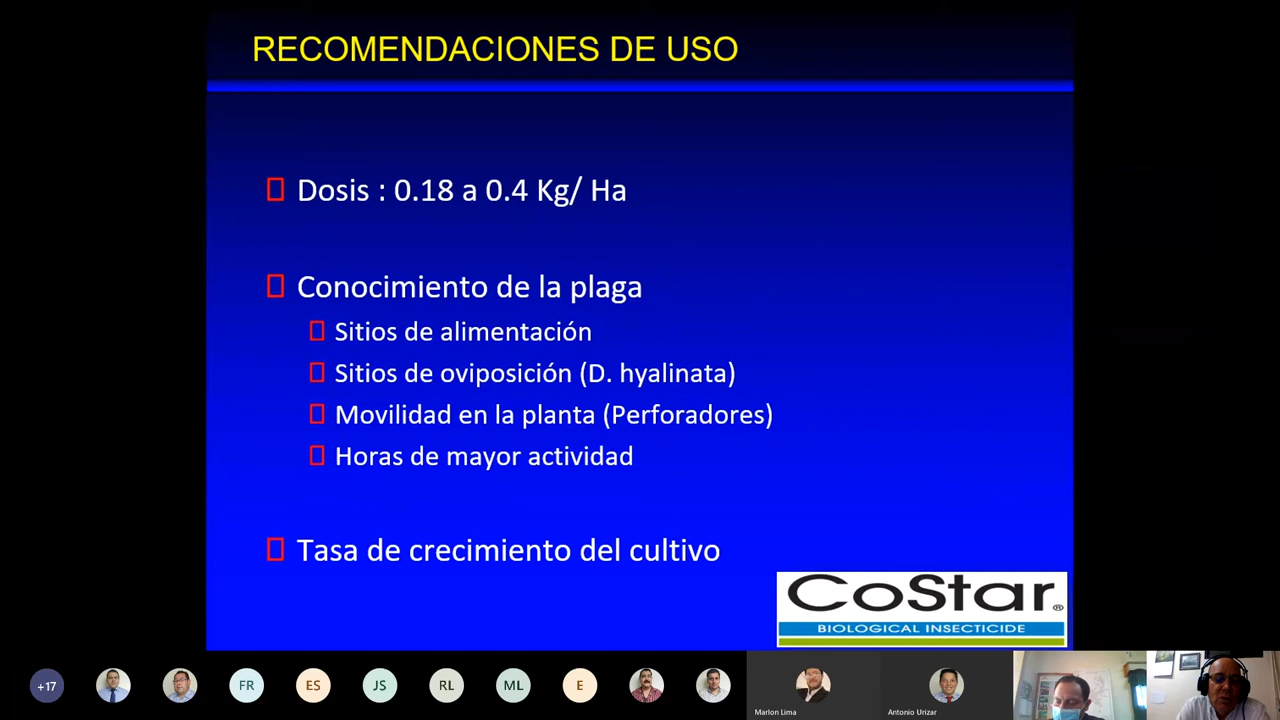 RECOMENDACIONES DE USO
Dosis : 0.18 a 0.4 Kg/ Ha
Conocimiento de la plaga
Sitios de alimentación
Sitios de oviposición (D. hyalinata)
Movilidad en la planta (Perforadores)
Horas de mayor actividad
Tasa de crecimiento del cultivo
CoStar®
BIOLOGICAL INSECTICIDE
+17
FR
ES
JS
RL
ML
E
Marlon Lima
Antonio Urizar